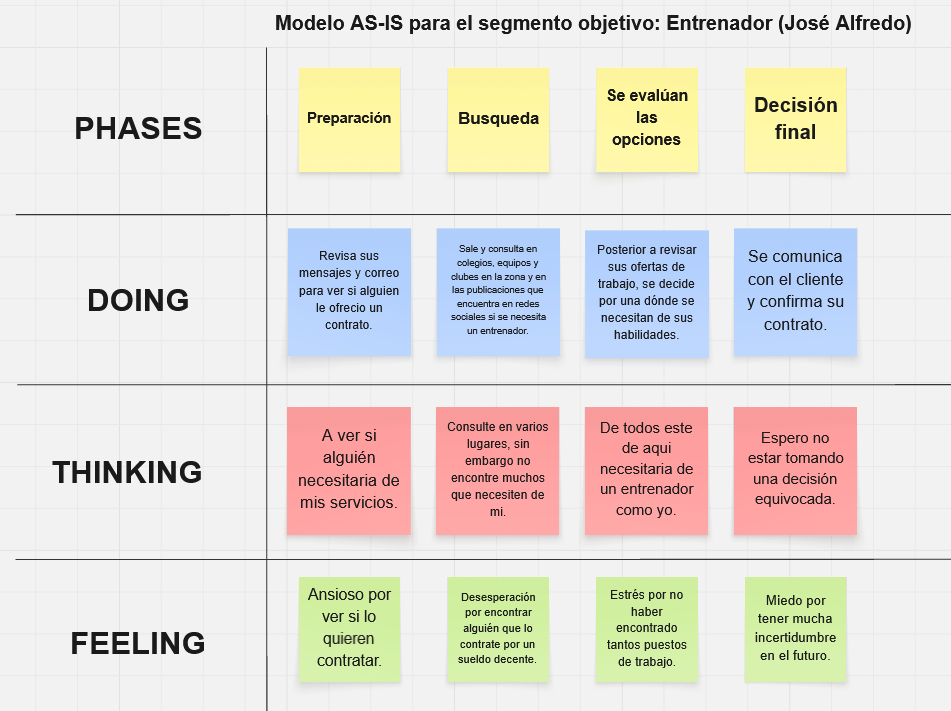 Modelo AS-IS para el segmento objetivo: Entrenador (José Alfredo)
PHASES
Preparación
Busqueda
Se evalúan
las
opciones
Decisión
final
DOING
Revisa sus
mensajes y correo
para ver si alguien
le ofrecio un
contrato.
Sale y consulta en
colegios, equipos y
clubes en la zona y en
las publicaciones que
encuentra en redes
sociales si se necesita
un entrenador.
Posterior a revisar
sus ofertas de
trabajo, se decide
por una dónde se
necesitan de sus
habilidades.
Se comunica
con el cliente
y confirma su
contrato.
THINKING
A ver si
alguién
necesitaria de
mis servicios.
Consulte en varios
lugares, sin
embargo no
encontre muchos
que necesiten de
mi.
De todos este
de aqui
necesitaria de
un entrenador
como yo.
Espero no
estar tomando
una decisión
equivocada.
FEELING
Ansioso por
ver si lo
quieren
contratar.
Desesperación
por encontrar
alguién que lo
contrate por un
sueldo decente.
Estrés por no
haber
encontrado
tantos puestos
de trabajo.
Miedo por
tener mucha
incertidumbre
en el futuro.